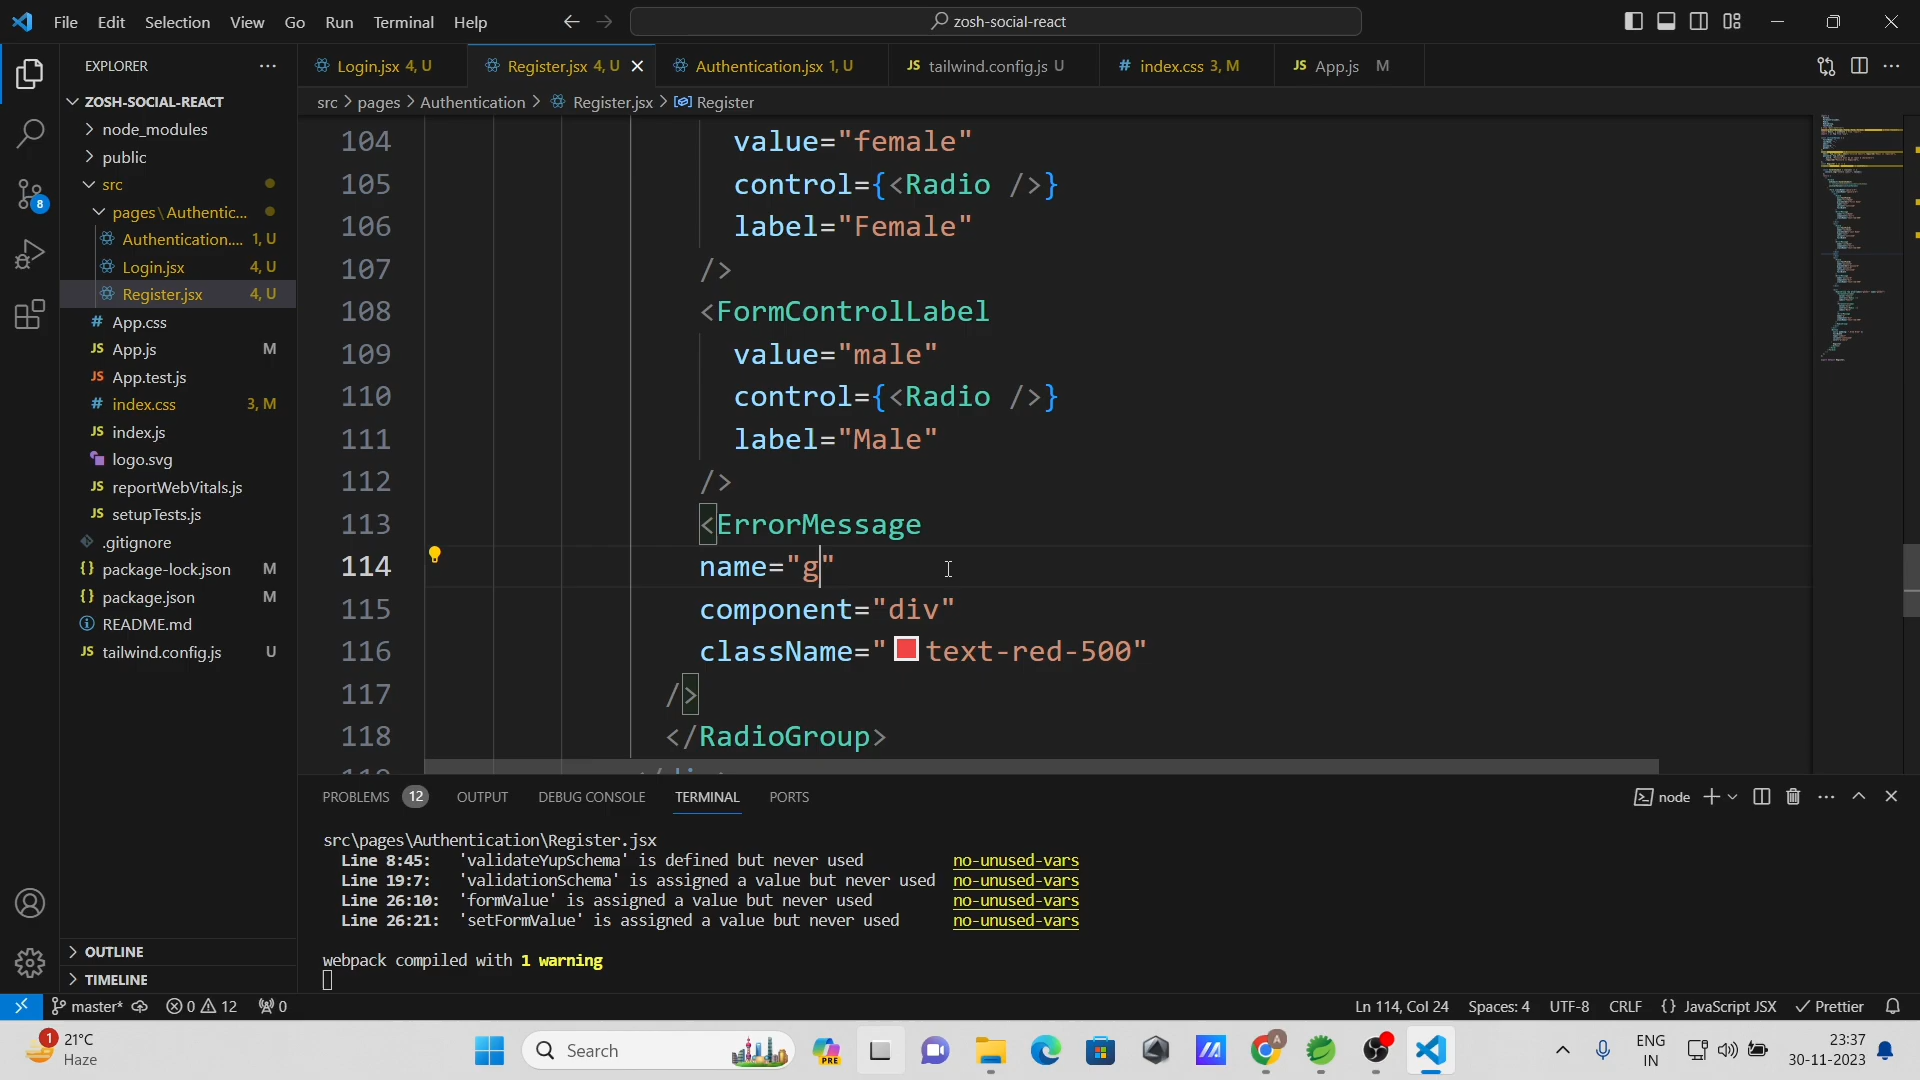 File Edit Selection View Go Run Terminal Help
zosh-social-react
EXPLORER
Login.jsx 4, U
Register.jsx 4, U
Authentication.jsx 1, U
JS tailwind.config.js U
# index.css 3, M
JS App.js M
src > pages > Authentication > Register.jsx > Register
ZOSH-SOCIAL-REACT
node_modules
public
src
pages\Authentic...
Authentication.... 1, U
Login.jsx 4, U
Register.jsx 4, U
# App.css
JS App.js M
JS App.test.js
# index.css 3, M
JS index.js
logo.svg
JS reportWebVitals.js
JS setupTests.js
.gitignore
{} package-lock.json M
{} package.json M
README.md
JS tailwind.config.js U
8
OUTLINE
TIMELINE
104 value="female"
105 control={<Radio />}
106 label="Female"
107 />
108 <FormControlLabel
109 value="male"
110 control={<Radio />}
111 label="Male"
112 />
113 <ErrorMessage
114 name="g"
115 component="div"
116 className="text-red-500"
117 />
118 </RadioGroup>
PROBLEMS 12 OUTPUT DEBUG CONSOLE TERMINAL PORTS
node
src\pages\Authentication\Register.jsx
Line 8:45: 'validateYupSchema' is defined but never used no-unused-vars
Line 19:7: 'validationSchema' is assigned a value but never used no-unused-vars
Line 26:10: 'formValue' is assigned a value but never used no-unused-vars
Line 26:21: 'setFormValue' is assigned a value but never used no-unused-vars
webpack compiled with 1 warning
master* 0 12 0
Ln 114, Col 24 Spaces: 4 UTF-8 CRLF {} JavaScript JSX Prettier
1
21°C
Haze
Search
PRE
A
ENG
IN
23:37
30-11-2023